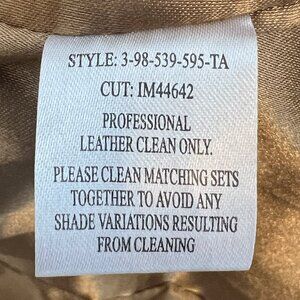 STYLE: 3-98-539-595-TA
CUT: IM44642
PROFESSIONAL
LEATHER CLEAN ONLY.
PLEASE CLEAN MATCHING SETS
TOGETHER TO AVOID ANY
SHADE VARIATIONS RESULTING
FROM CLEANING